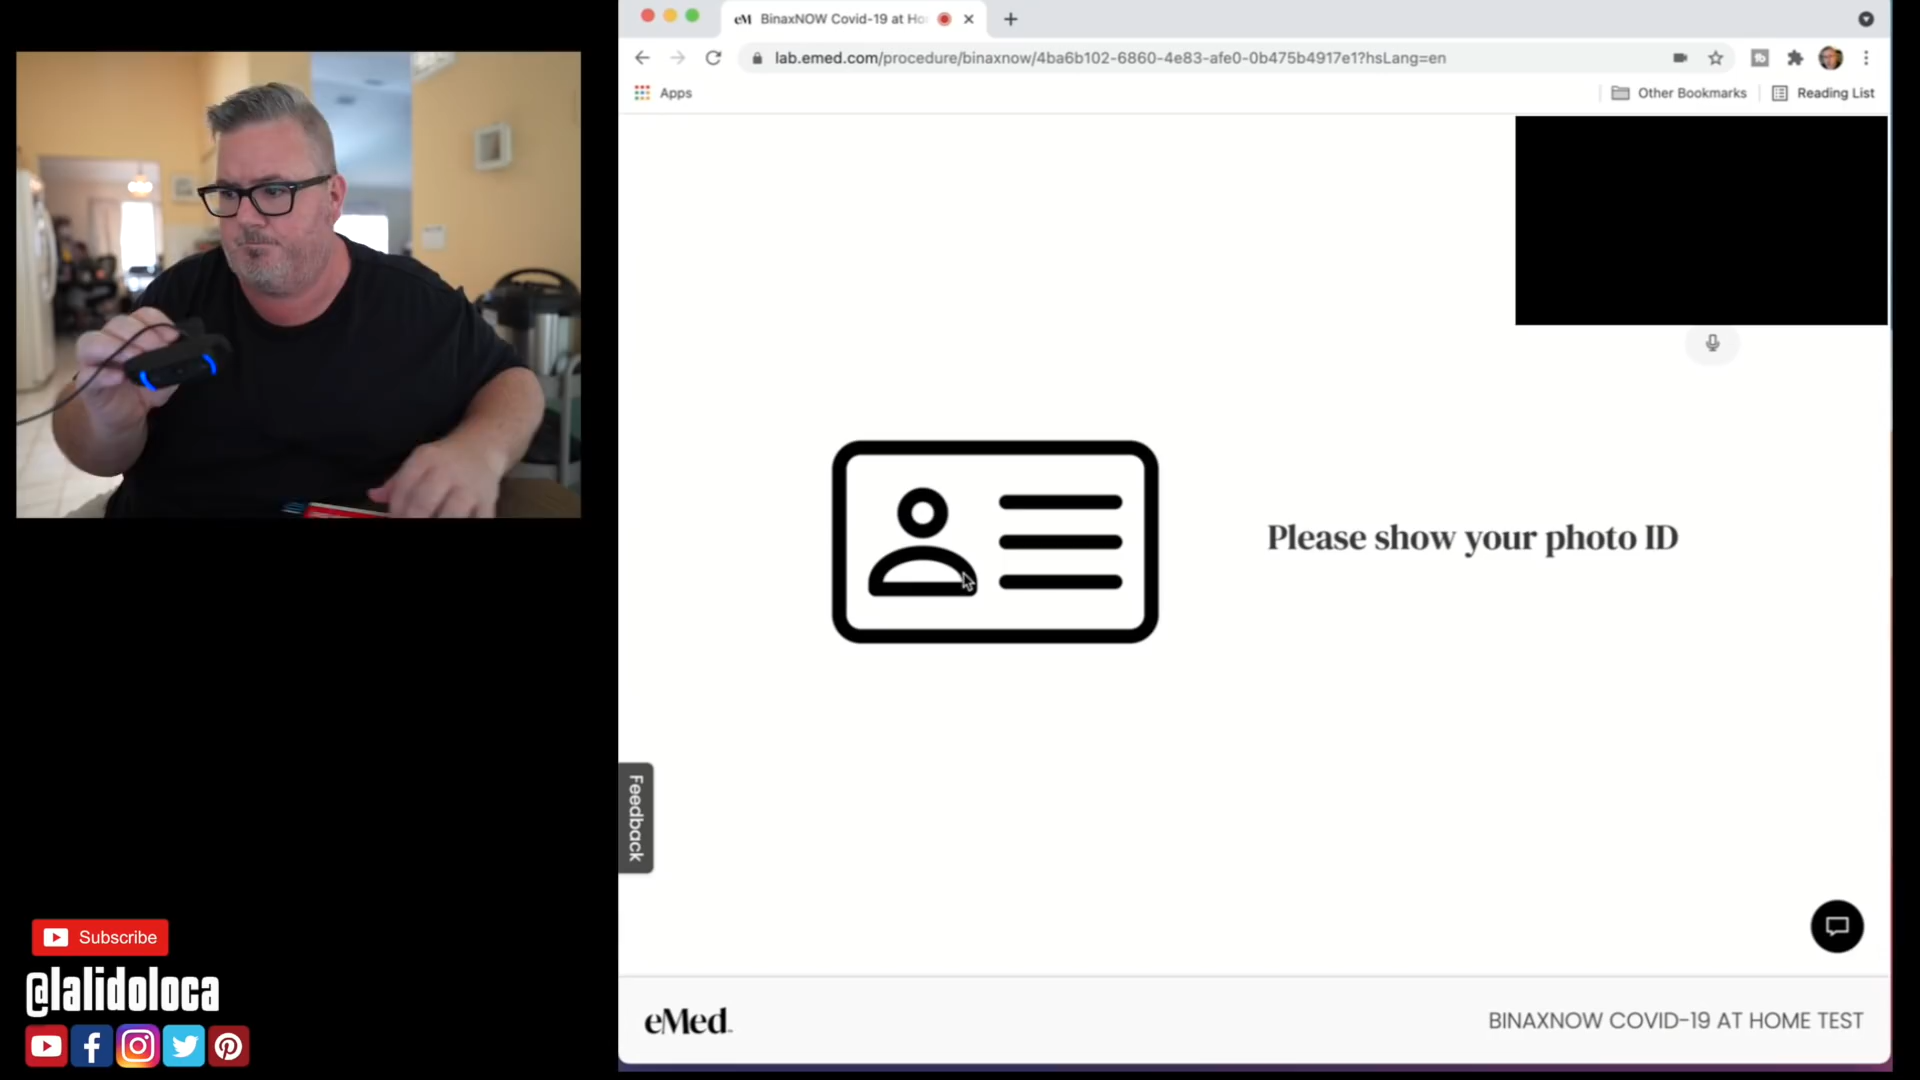 eM BinaxNOW Covid-19 at Ho
lab.emed.com/procedure/binaxnow/4ba6b102-6860-4e83-afe0-0b475b4917e1?hsLang=en
Apps
Other Bookmarks
Reading List
Please show your photo ID
Feedback
Subscribe
@lalidoloca
eMed
BINAXNOW COVID-19 AT HOME TEST